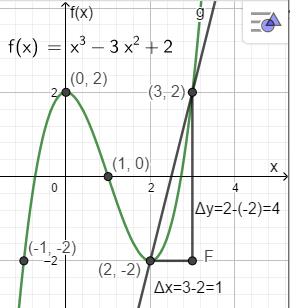 f(x)
g
f(x) = x³ − 3 x² + 2
(0, 2)
2
(3, 2)
(1, 0)
x
0
2
4
Δy=2-(-2)=4
(-1, -2)
−2
(2, -2)
F
Δx=3-2=1